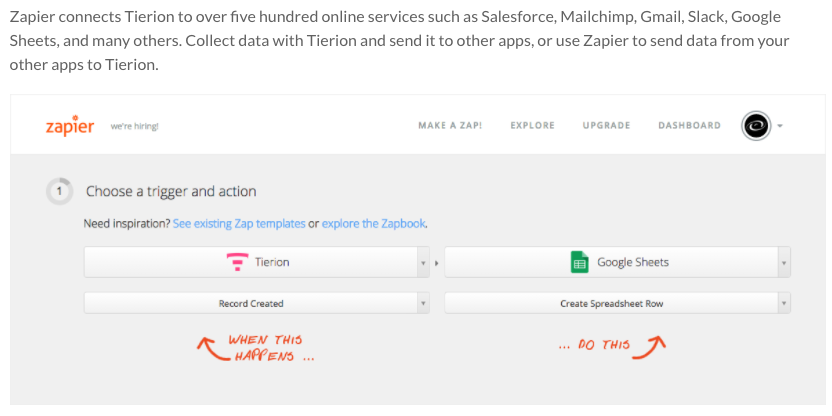 Zapier connects Tierion to over five hundred online services such as Salesforce, Mailchimp, Gmail, Slack, Google
Sheets, and many others. Collect data with Tierion and send it to other apps, or use Zapier to send data from your
other apps to Tierion.
zapier we're hiring! MAKE A ZAP! EXPLORE UPGRADE DASHBOARD
1 Choose a trigger and action
Need inspiration? See existing Zap templates or explore the Zapbook.
Tierion Google Sheets
Record Created Create Spreadsheet Row
WHEN THIS
HAPPENS ...
... DO THIS